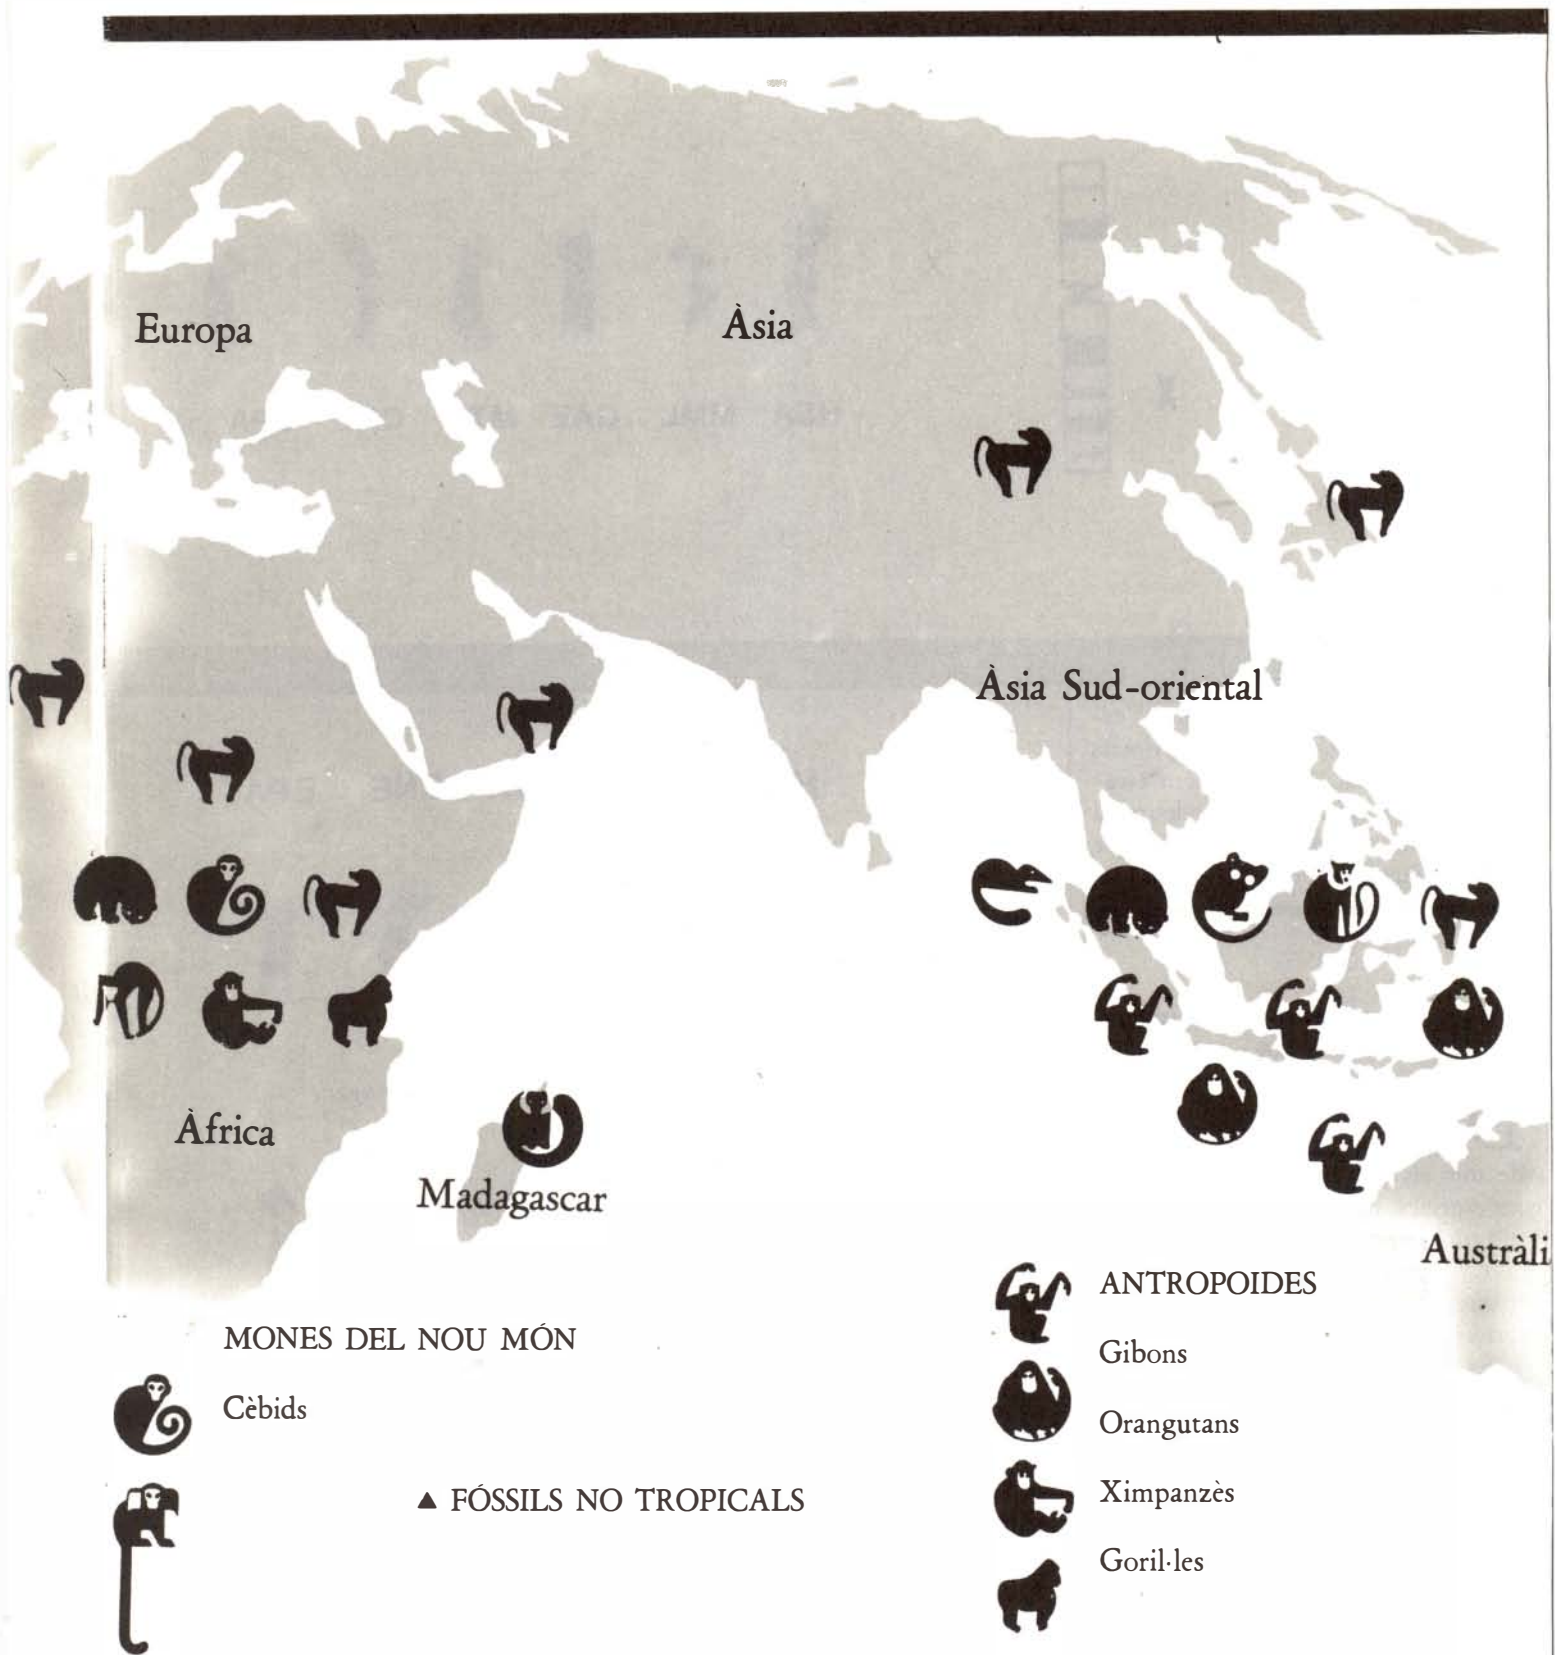 Europa
Àsia
Àsia Sud-oriental
Àfrica
Madagascar
Austràli
MONES DEL NOU MÓN
Cèbids
▲ FÓSSILS NO TROPICALS
ANTROPOIDES
Gibons
Orangutans
Ximpanzès
Goril·les